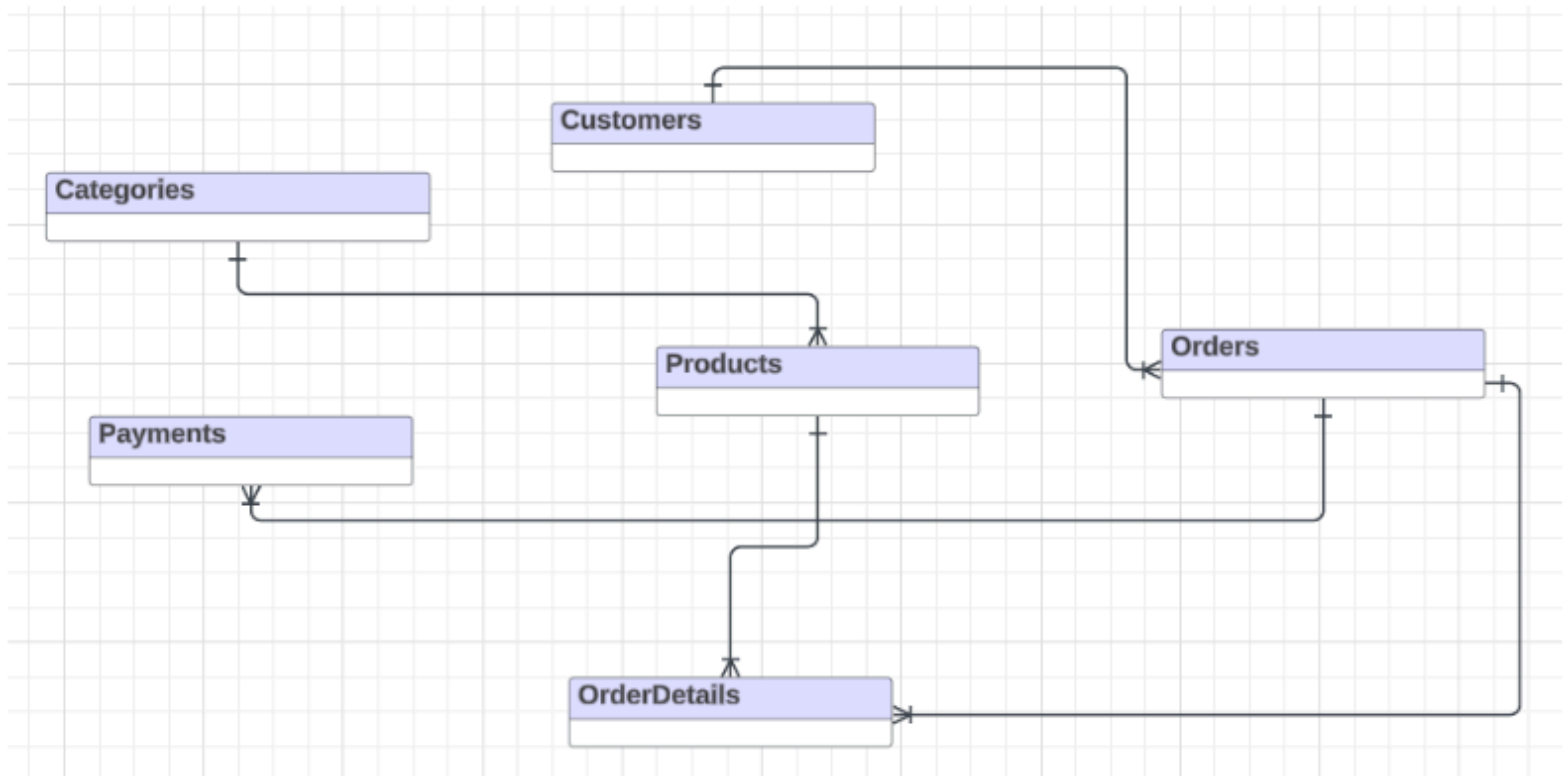 Customers
Categories
Orders
Products
Payments
OrderDetails